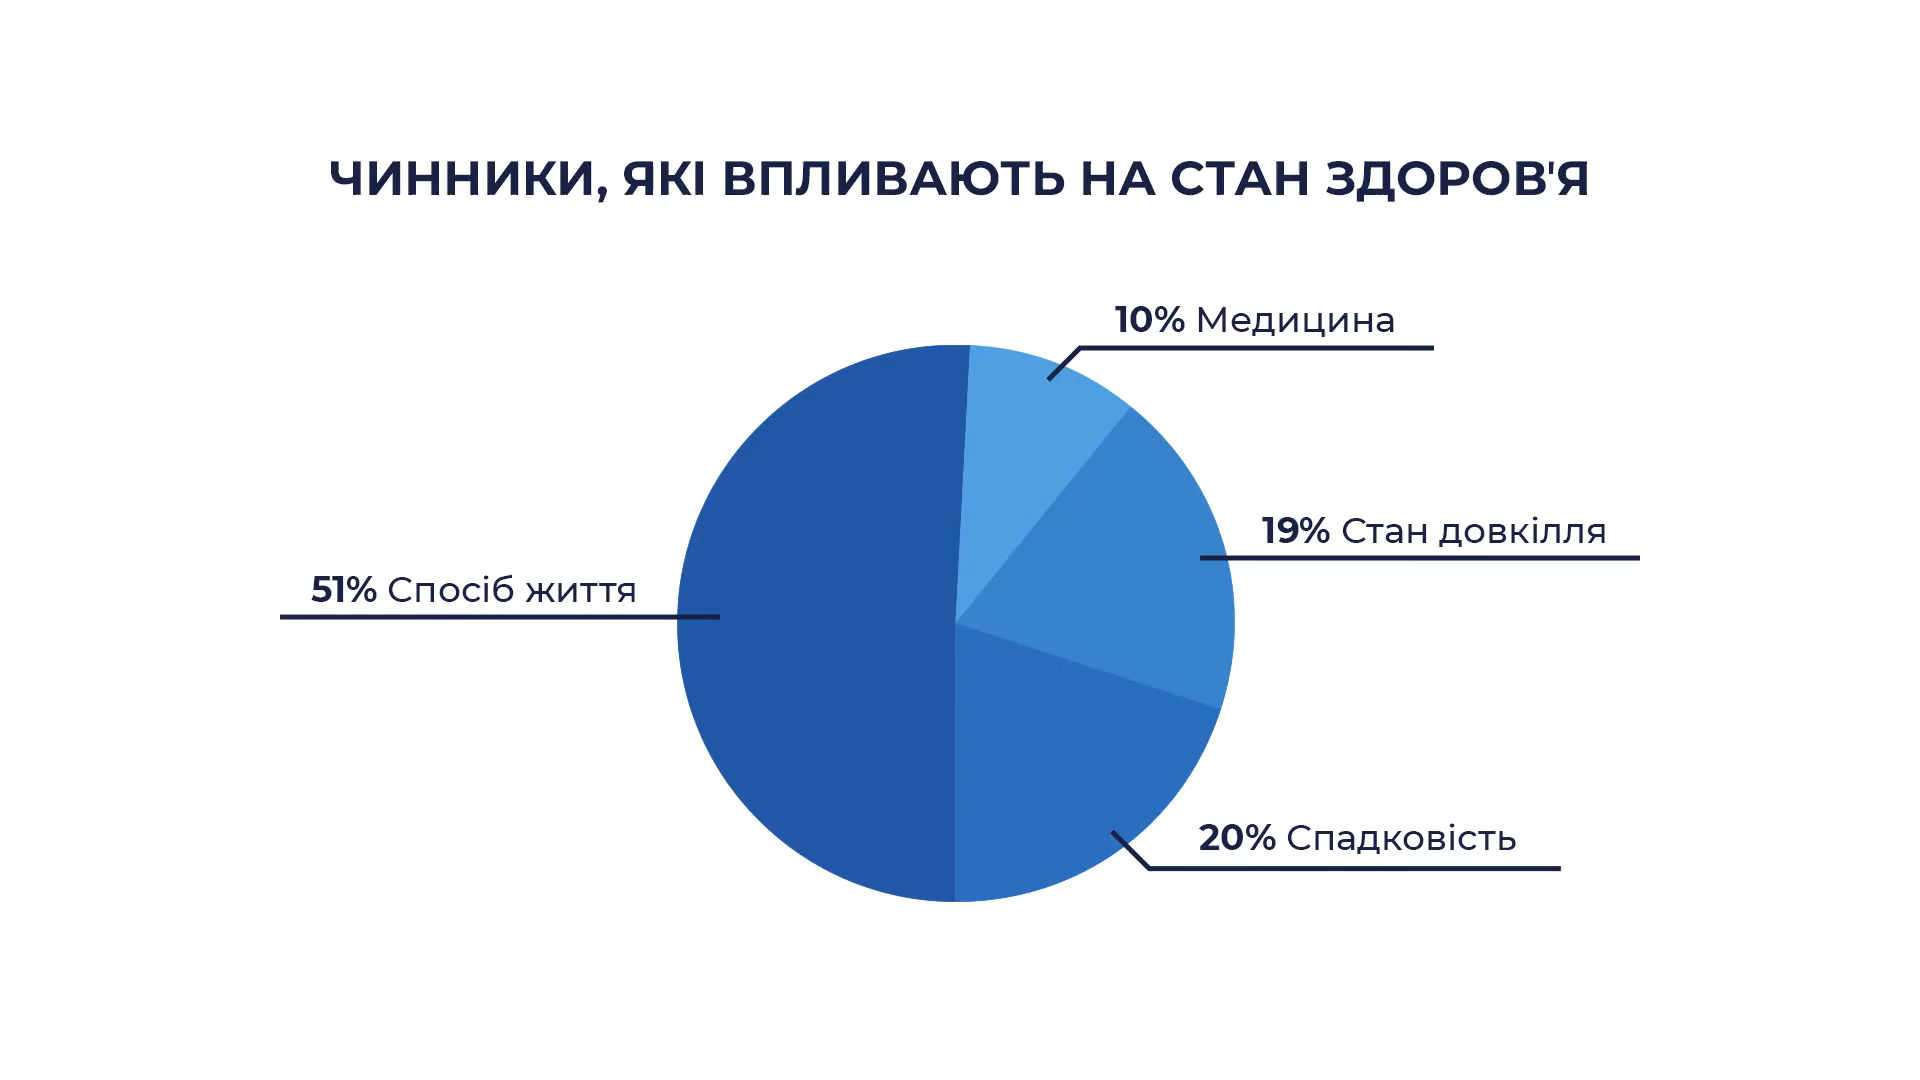 ЧИННИКИ, ЯКІ ВПЛИВАЮТЬ НА СТАН ЗДОРОВ'Я
10% Медицина
19% Стан довкілля
51% Спосіб життя
20% Спадковість